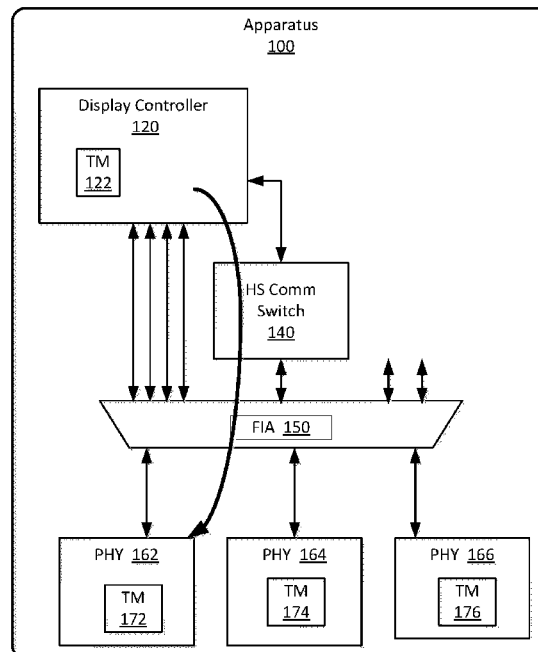 Apparatus
100
Display Controller
120
TM
122
HS Comm
Switch
140
FIA 150
PHY 162
TM
172
PHY 164
TM
174
PHY 166
TM
176